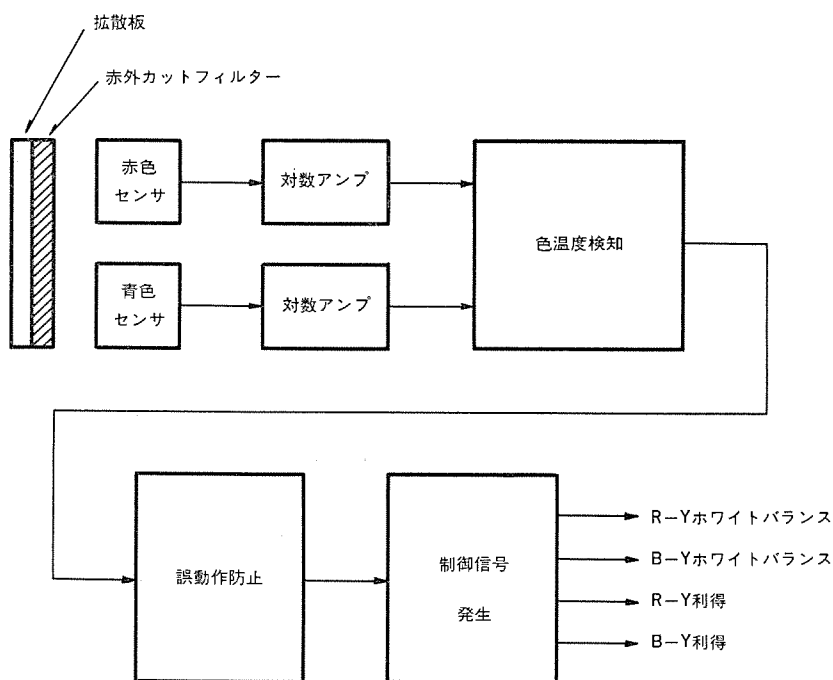 拡散板
赤外カットフィルター
赤色
センサ
対数アンプ
色温度検知
青色
センサ
対数アンプ
誤動作防止
制御信号
発生
R−Yホワイトバランス
B−Yホワイトバランス
R−Y利得
B−Y利得